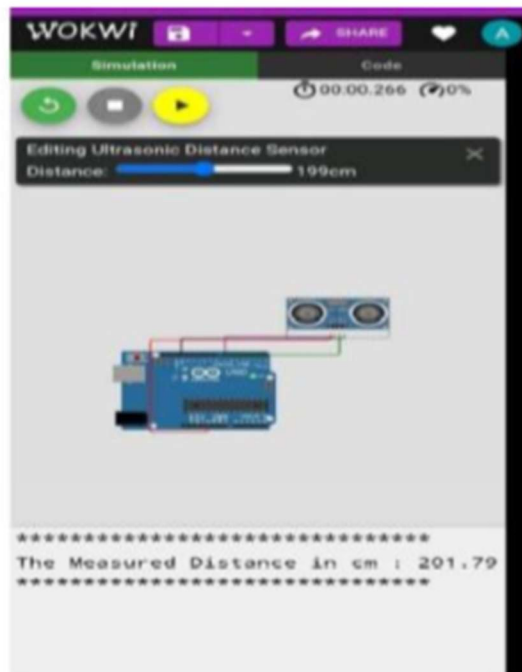 WOKWI SHARE A
Simulation Code
00:00.266 0%
Editing Ultrasonic Distance Sensor
Distance: 199cm
UNO
*******************************
The Measured Distance in cm : 201.79
*******************************